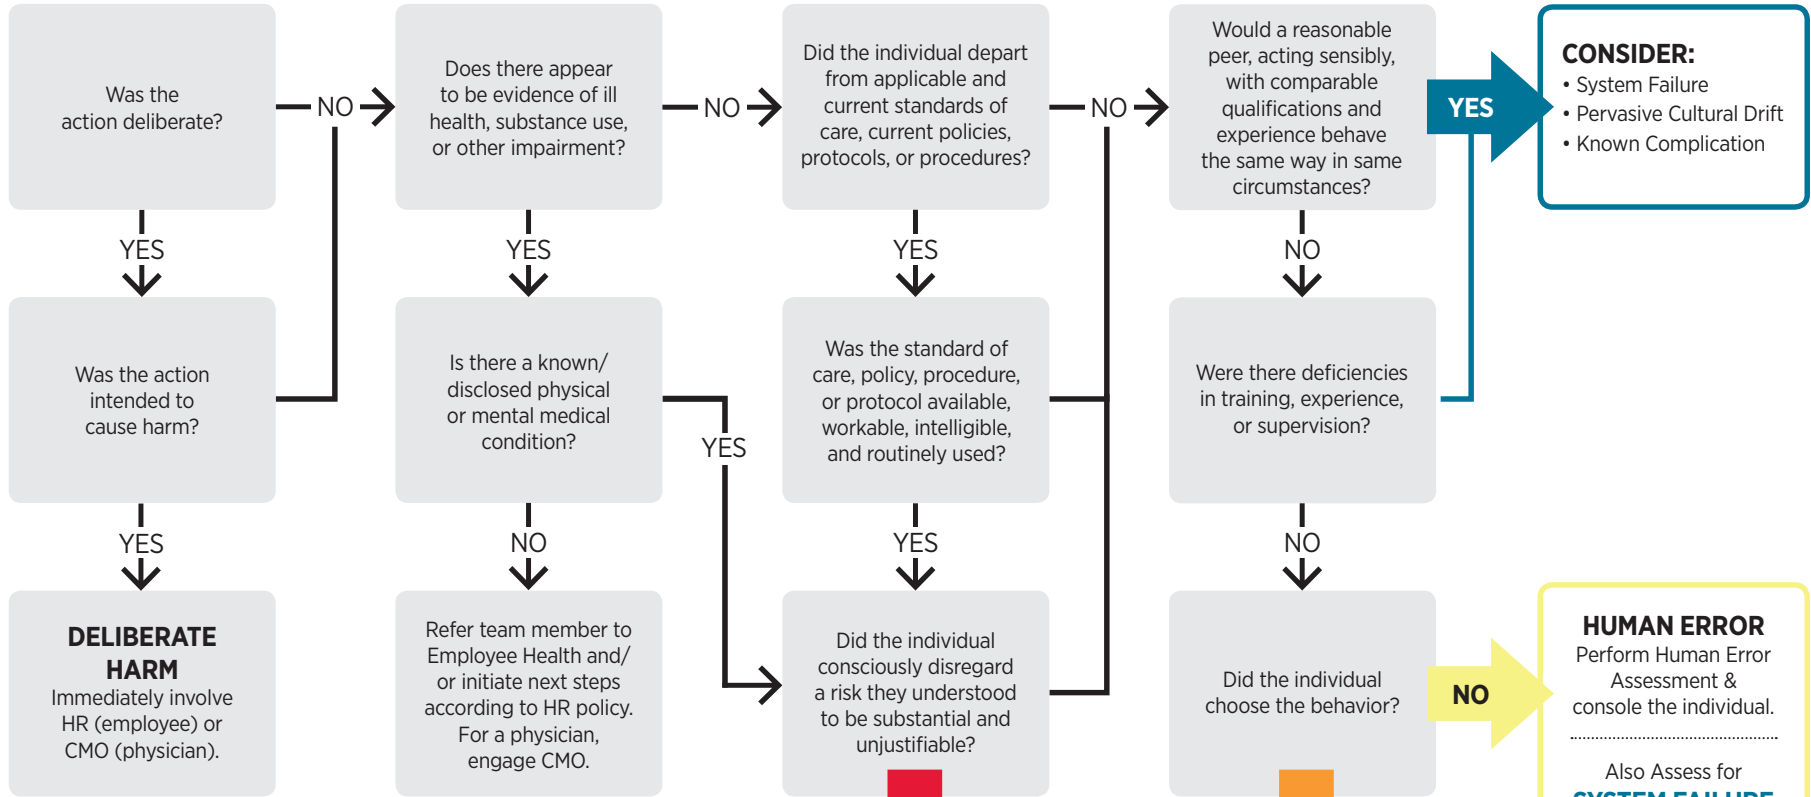 Was the
action deliberate?
NO
Does there appear
to be evidence of ill
health, substance use,
or other impairment?
NO
Did the individual depart
from applicable and
current standards of
care, current policies,
protocols, or procedures?
NO
Would a reasonable
peer, acting sensibly,
with comparable
qualifications and
experience behave
the same way in same
circumstances?
YES
CONSIDER:
• System Failure
• Pervasive Cultural Drift
• Known Complication
YES
YES
YES
NO
Was the action
intended to
cause harm?
Is there a known/
disclosed physical
or mental medical
condition?
YES
Was the standard of
care, policy, procedure,
or protocol available,
workable, intelligible,
and routinely used?
Were there deficiencies
in training, experience,
or supervision?
YES
NO
YES
NO
DELIBERATE
HARM
Immediately involve
HR (employee) or
CMO (physician).
Refer team member to
Employee Health and/
or initiate next steps
according to HR policy.
For a physician,
engage CMO.
Did the individual
consciously disregard
a risk they understood
to be substantial and
unjustifiable?
Did the individual
choose the behavior?
NO
HUMAN ERROR
Perform Human Error
Assessment &
console the individual.
Also Assess for
SYSTEM FAILURE